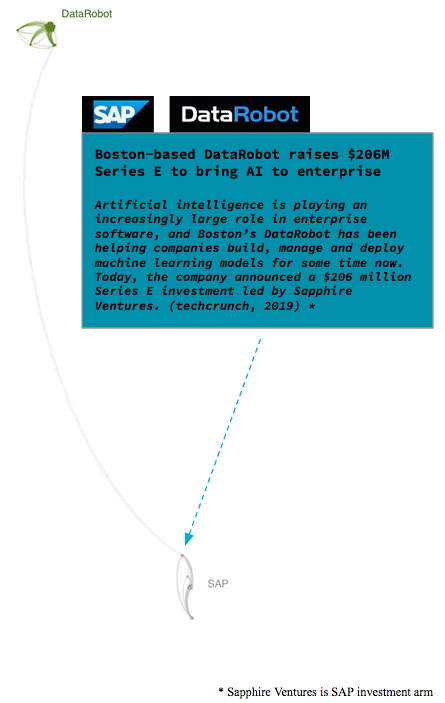 DataRobot
SAP DataRobot
Boston-based DataRobot raises $206M
Series E to bring AI to enterprise
Artificial intelligence is playing an
increasingly large role in enterprise
software, and Boston’s DataRobot has been
helping companies build, manage and deploy
machine learning models for some time now.
Today, the company announced a $206 million
Series E investment led by Sapphire
Ventures. (techcrunch, 2019) *
SAP
* Sapphire Ventures is SAP investment arm